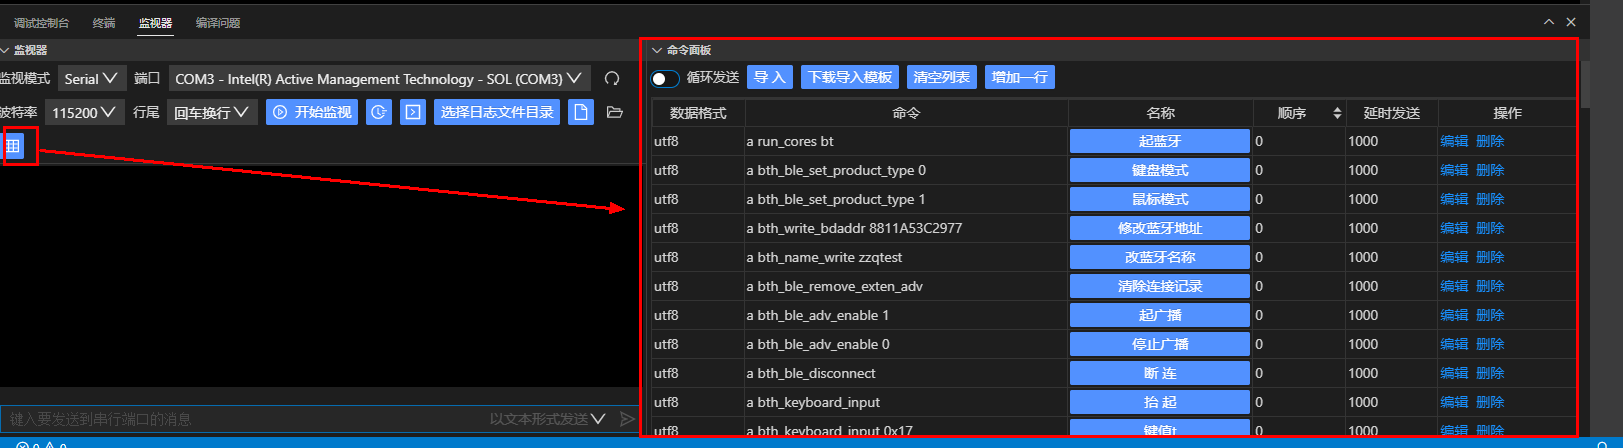 调试控制台 终端 监视器 编译问题
监视器
监视模式 Serial 端口 COM3 - Intel(R) Active Management Technology - SOL (COM3)
波特率 115200 行尾 回车换行 开始监视 选择日志文件目录
键入要发送到串行端口的消息 以文本形式发送
命令面板
循环发送 导入 下载导入模板 清空列表 增加一行
数据格式 命令 名称 顺序 延时发送 操作
utf8 a run_cores bt 起蓝牙 0 1000 编辑 删除
utf8 a bth_ble_set_product_type 0 键盘模式 0 1000 编辑 删除
utf8 a bth_ble_set_product_type 1 鼠标模式 0 1000 编辑 删除
utf8 a bth_write_bdaddr 8811A53C2977 修改蓝牙地址 0 1000 编辑 删除
utf8 a bth_name_write zzqtest 改蓝牙名称 0 1000 编辑 删除
utf8 a bth_ble_remove_exten_adv 清除连接记录 0 1000 编辑 删除
utf8 a bth_ble_adv_enable 1 起广播 0 1000 编辑 删除
utf8 a bth_ble_adv_enable 0 停止广播 0 1000 编辑 删除
utf8 a bth_ble_disconnect 断 连 0 1000 编辑 删除
utf8 a bth_keyboard_input 抬 起 0 1000 编辑 删除
utf8 a bth_keyboard_input 0x17 键值t 0 1000 编辑 删除